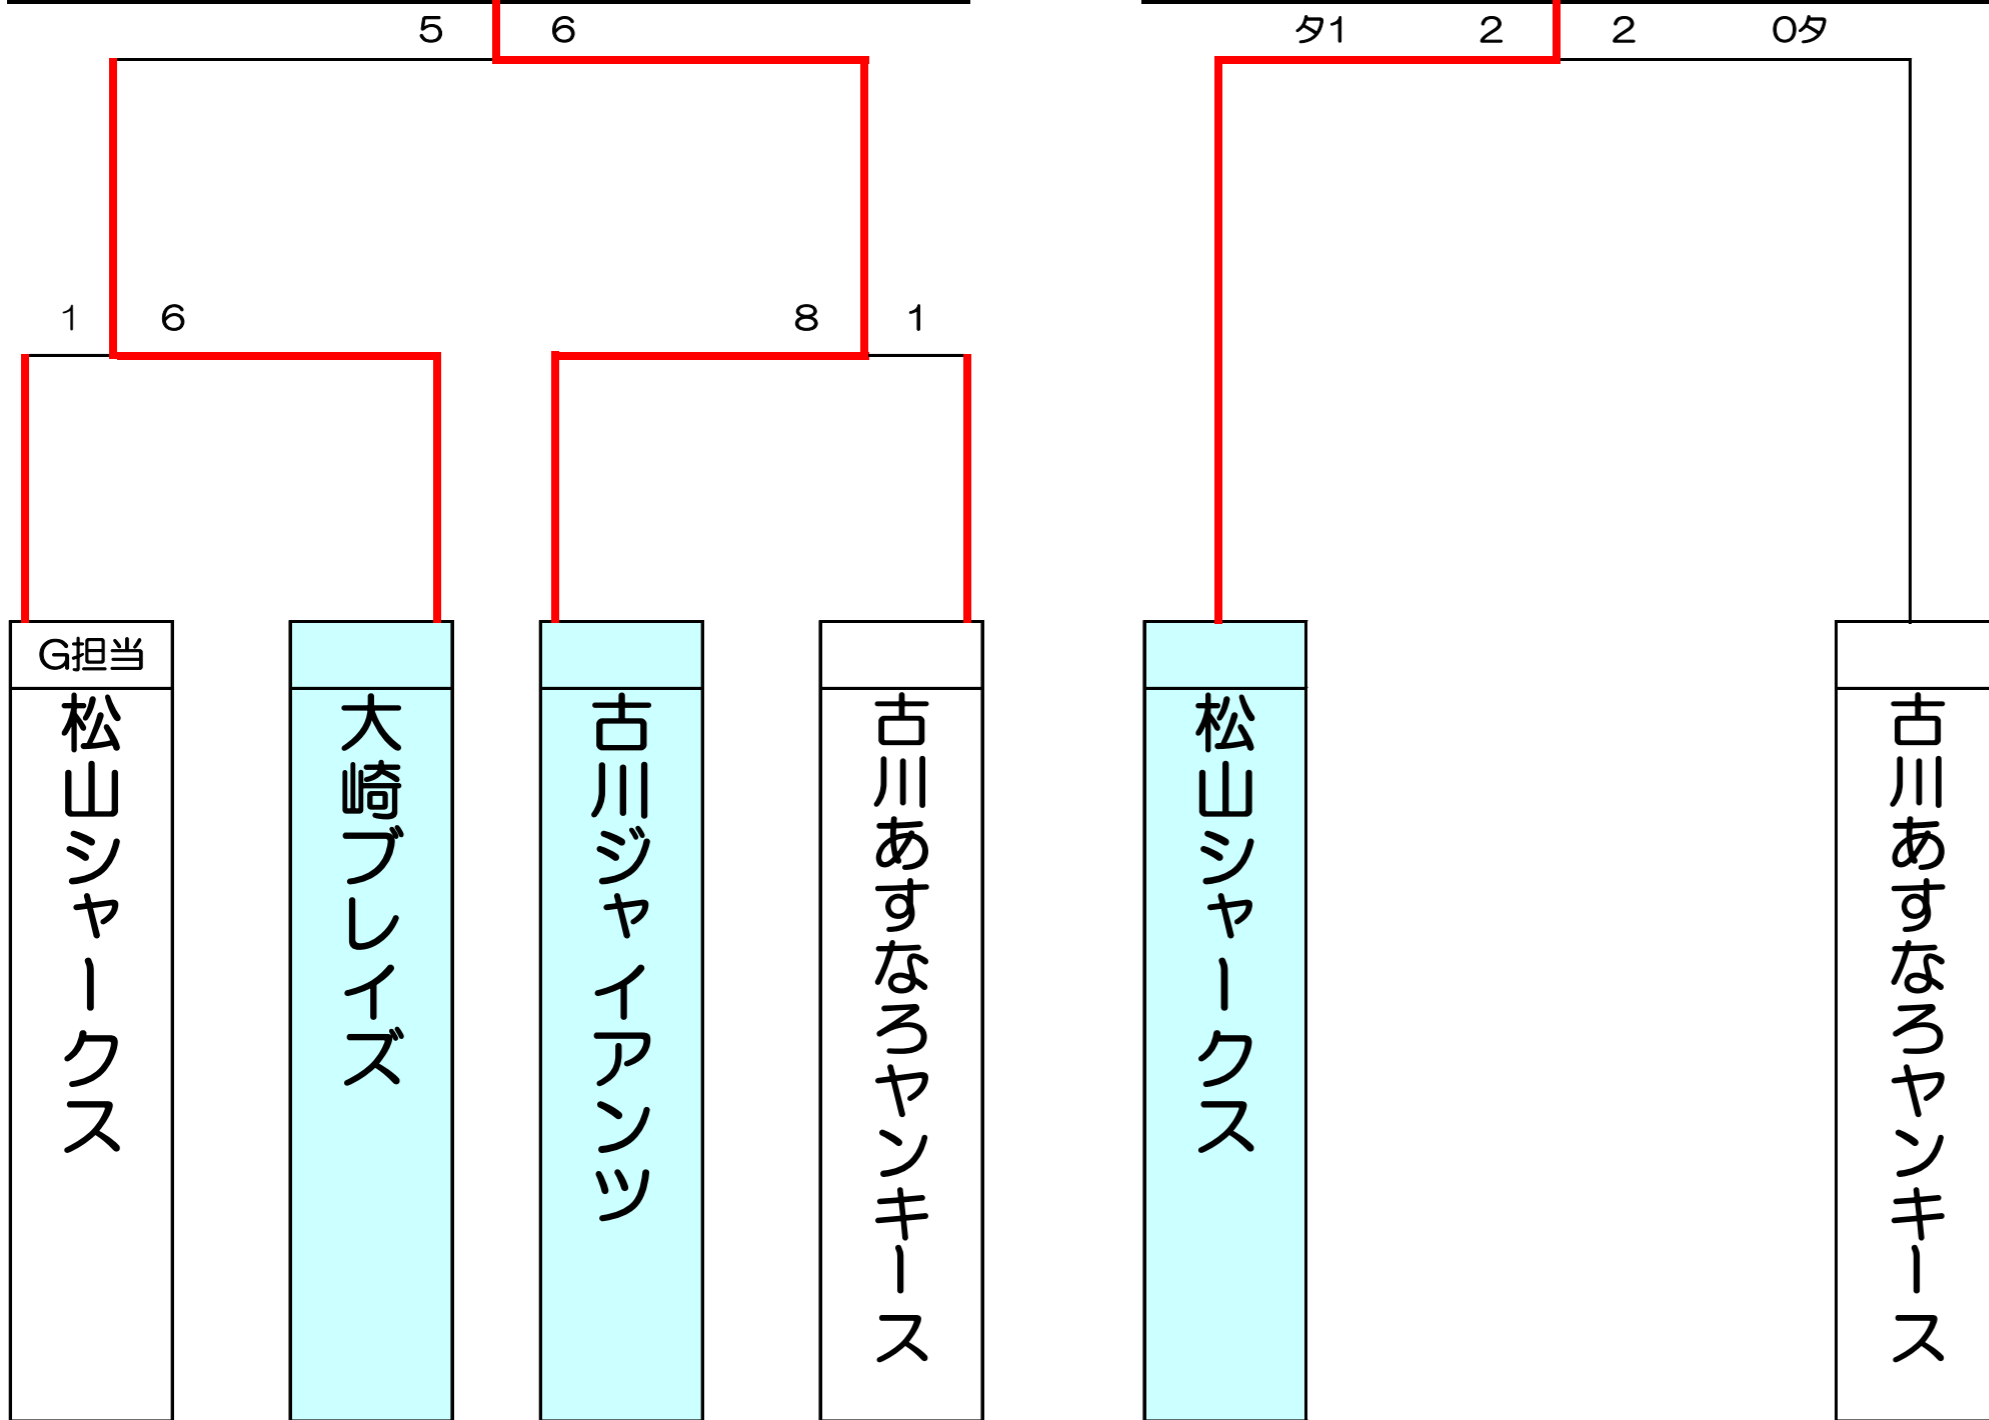 5 6
タ1 2 2 0タ
1 6 8 1
G担当
松山シャークス
大崎ブレイズ
古川ジャイアンツ
古川あすなろヤンキース
松山シャークス
古川あすなろヤンキース